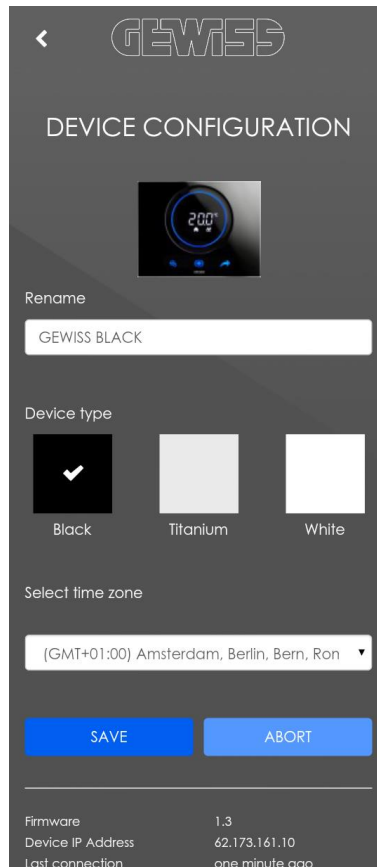 GEWISS
DEVICE CONFIGURATION
20.0°
Rename
GEWISS BLACK
Device type
Black Titanium White
Select time zone
(GMT+01:00) Amsterdam, Berlin, Bern, Ron
SAVE ABORT
Firmware 1.3
Device IP Address 62.173.161.10
Last connection one minute ago